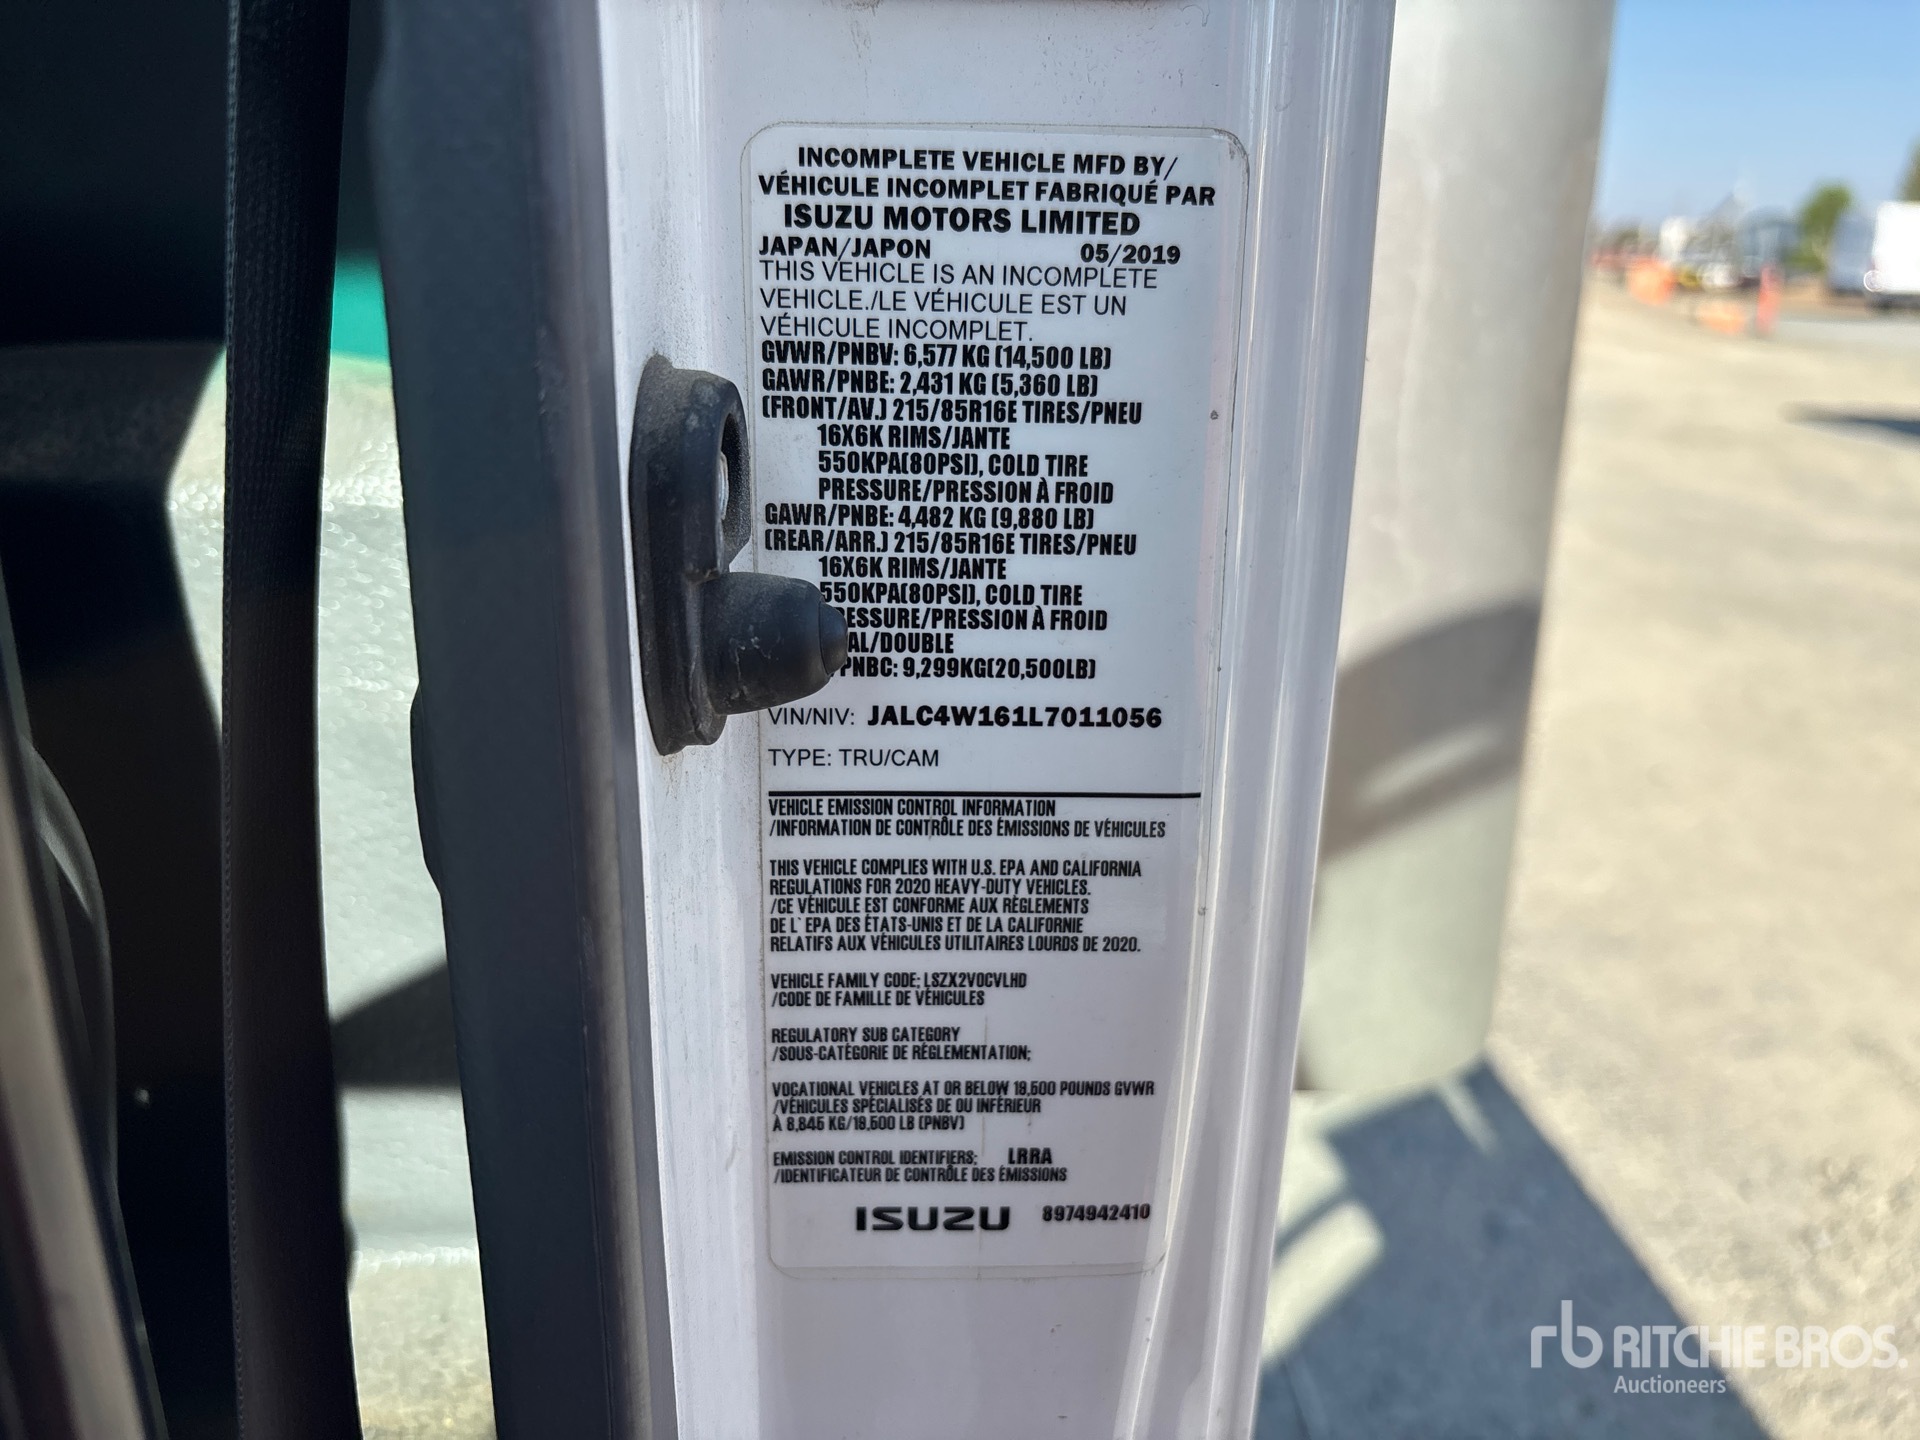 INCOMPLETE VEHICLE MFD BY/
VÉHICULE INCOMPLET FABRIQUÉ PAR
ISUZU MOTORS LIMITED
JAPAN/JAPON 05/2019
THIS VEHICLE IS AN INCOMPLETE
VEHICLE./LE VÉHICULE EST UN
VÉHICULE INCOMPLET.
GVWR/PNBV: 6,577 KG (14,500 LB)
GAWR/PNBE: 2,431 KG (5,360 LB)
(FRONT/AV.) 215/85R16E TIRES/PNEU
16X6K RIMS/JANTE
550KPA(80PSI), COLD TIRE
PRESSURE/PRESSION À FROID
GAWR/PNBE: 4,482 KG (9,880 LB)
(REAR/ARR.) 215/85R16E TIRES/PNEU
16X6K RIMS/JANTE
550KPA(80PSI), COLD TIRE
RESSURE/PRESSION À FROID
AL/DOUBLE
/PNBC: 9,299KG(20,500LB)
VIN/NIV: JALC4W161L7011056
TYPE: TRU/CAM
VEHICLE EMISSION CONTROL INFORMATION
/INFORMATION DE CONTRÔLE DES ÉMISSIONS DE VÉHICULES
THIS VEHICLE COMPLIES WITH U.S. EPA AND CALIFORNIA
REGULATIONS FOR 2020 HEAVY-DUTY VEHICLES.
/CE VÉHICULE EST CONFORME AUX RÈGLEMENTS
DE L'EPA DES ÉTATS-UNIS ET DE LA CALIFORNIE
RELATIFS AUX VÉHICULES UTILITAIRES LOURDS DE 2020.
VEHICLE FAMILY CODE; LSZX2VOCVLHD
/CODE DE FAMILLE DE VÉHICULES
REGULATORY SUB CATEGORY
/SOUS-CATÉGORIE DE RÉGLEMENTATION;
VOCATIONAL VEHICLES AT OR BELOW 19,500 POUNDS GVWR
/VÉHICULES SPÉCIALISÉS DE OU INFÉRIEUR
À 8,845 KG/19,500 LB (PNBV)
EMISSION CONTROL IDENTIFIERS; LRRA
/IDENTIFICATEUR DE CONTRÔLE DES ÉMISSIONS
ISUZU 8974942410
rb RITCHIE BROS.
Auctioneers